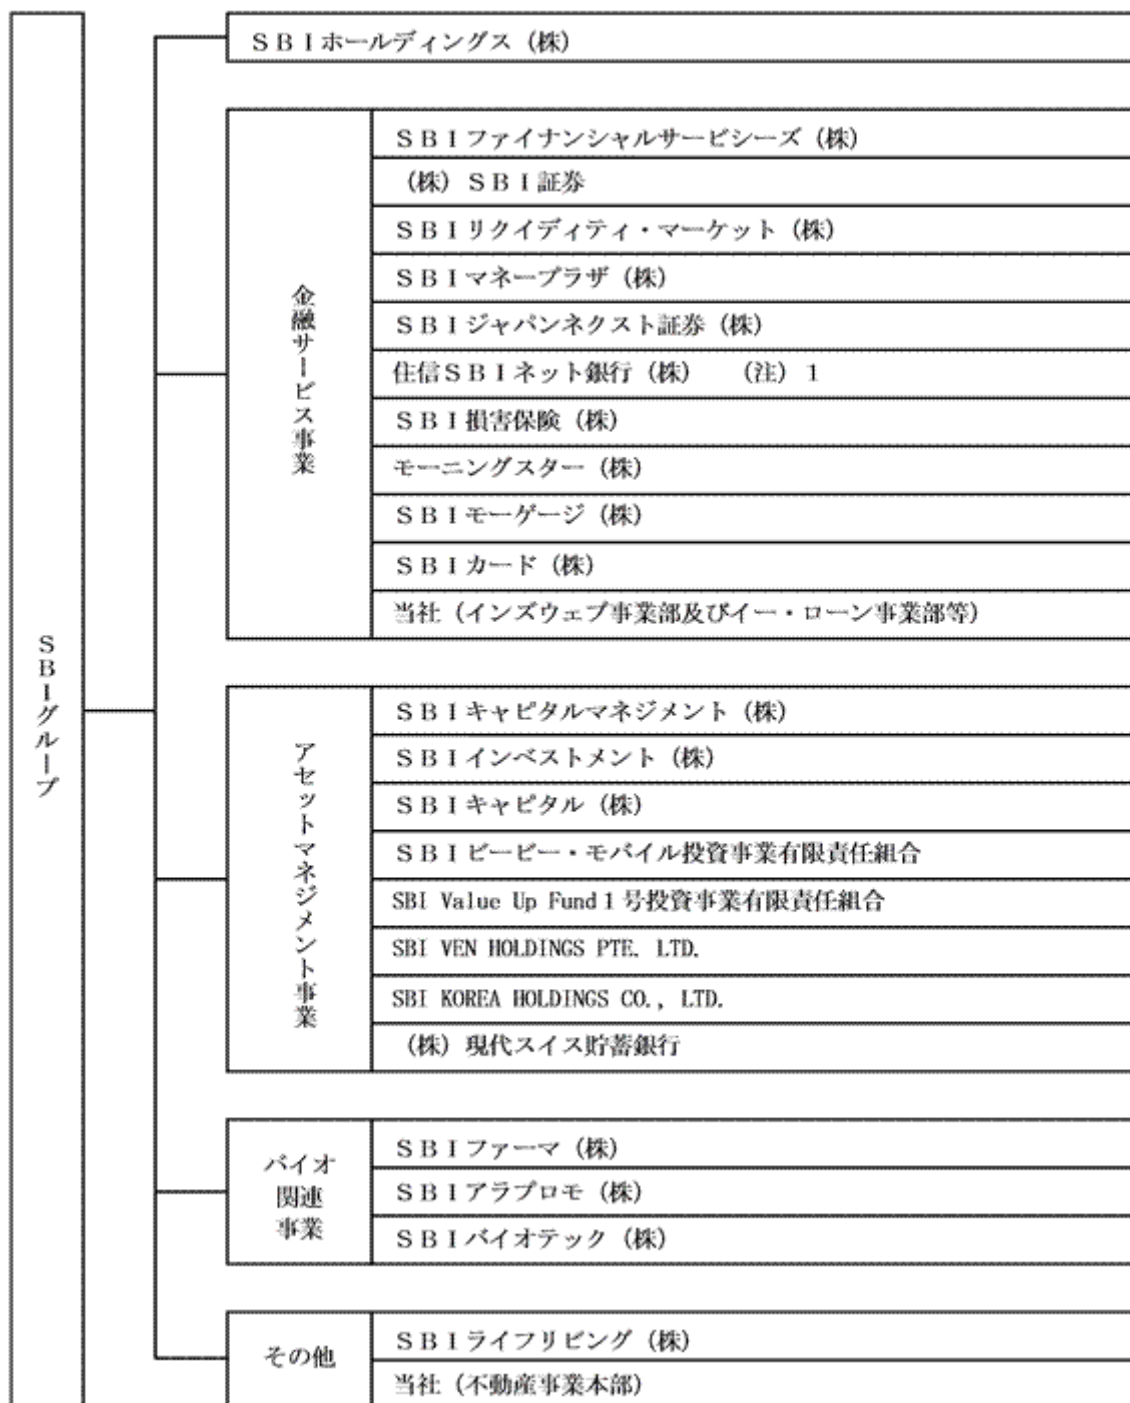 SBIグループ
SBIホールディングス(株)
金融サービス事業
SBIファイナンシャルサービシーズ(株)
(株)SBI証券
SBIリクイディティ・マーケット(株)
SBIマネープラザ(株)
SBIジャパンネクスト証券(株)
住信SBIネット銀行(株) (注)1
SBI損害保険(株)
モーニングスター(株)
SBIモーゲージ(株)
SBIカード(株)
当社(インズウェブ事業部及びイー・ローン事業部等)
アセットマネジメント事業
SBIキャピタルマネジメント(株)
SBIインベストメント(株)
SBIキャピタル(株)
SBIビービー・モバイル投資事業有限責任組合
SBI Value Up Fund1号投資事業有限責任組合
SBI VEN HOLDINGS PTE. LTD.
SBI KOREA HOLDINGS CO., LTD.
(株)現代スイス貯蓄銀行
バイオ
関連
事業
SBIファーマ(株)
SBIアラプロモ(株)
SBIバイオテック(株)
その他
SBIライフリビング(株)
当社(不動産事業本部)